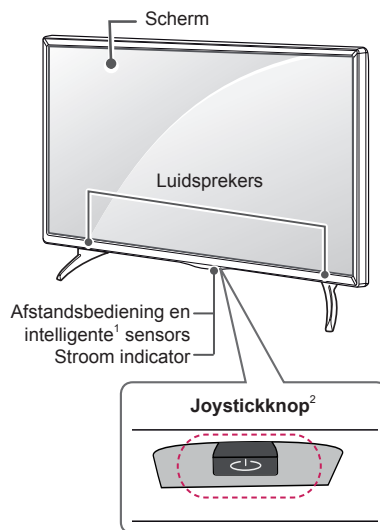 Scherm
Luidsprekers
Afstandsbediening en
intelligente¹ sensors
Stroom indicator
Joystickknop²